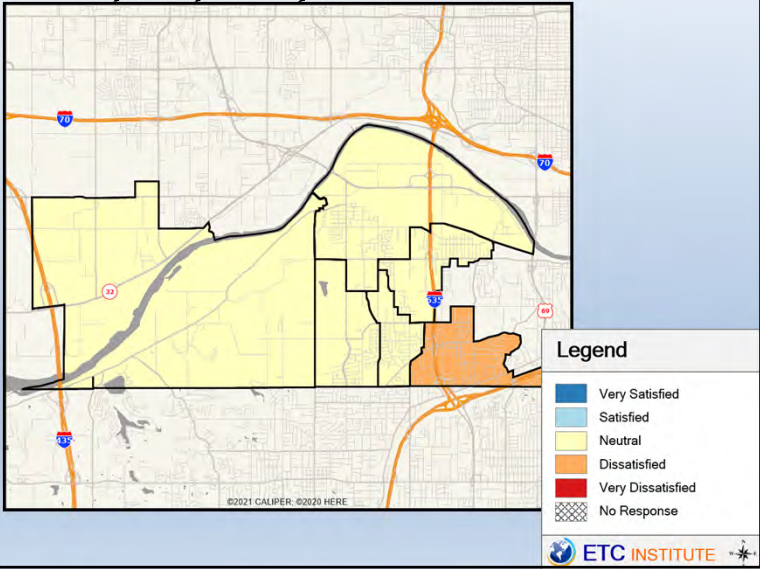 70
70
32
635
69
435
©2021 CALIPER; ©2020 HERE
Legend
Very Satisfied
Satisfied
Neutral
Dissatisfied
Very Dissatisfied
No Response
ETC INSTITUTE